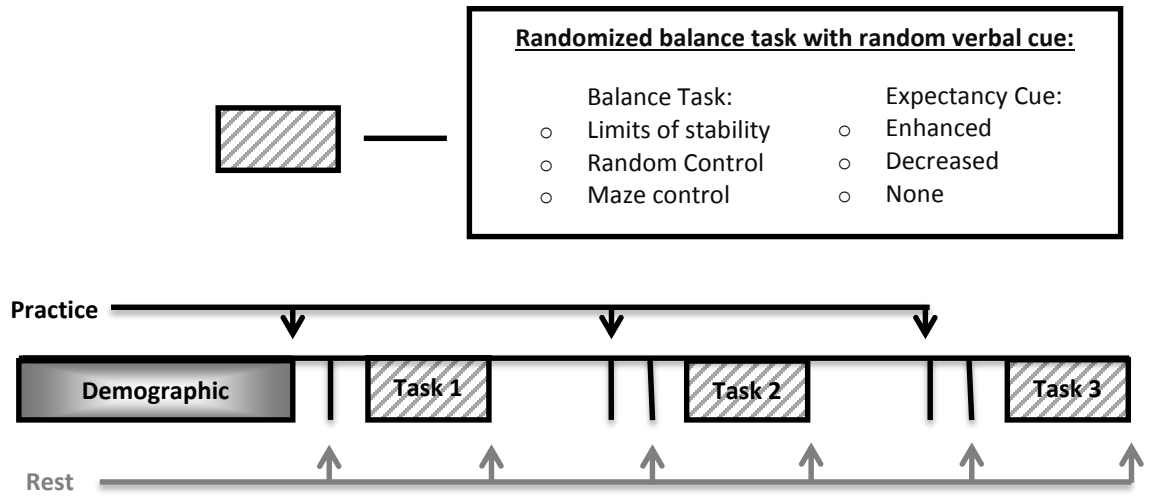 Randomized balance task with random verbal cue:
Balance Task:
○ Limits of stability
○ Random Control
○ Maze control
Expectancy Cue:
○ Enhanced
○ Decreased
○ None
Practice
Demographic
Task 1
Task 2
Task 3
Rest